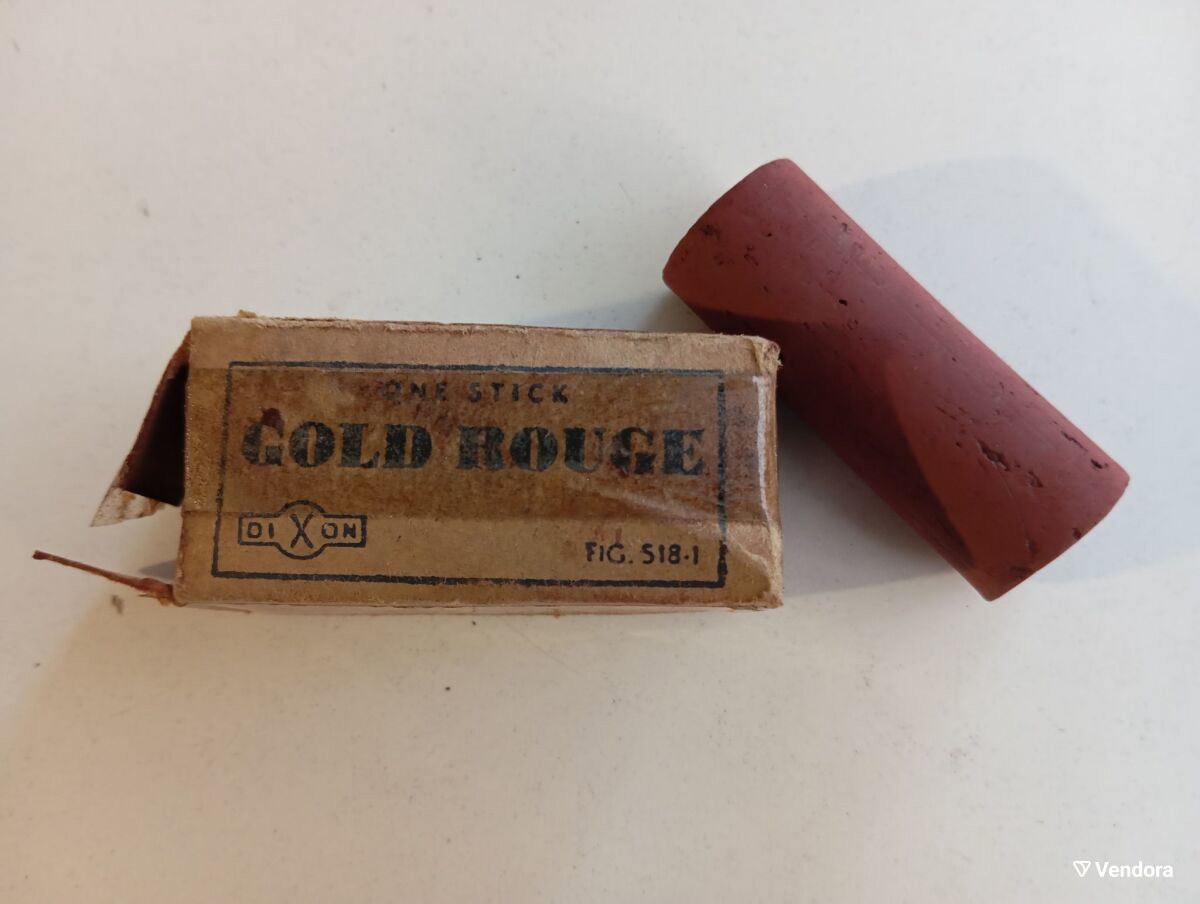 ONE STICK
GOLD ROUGE
DIXON
FIG. 518-1
Vendora